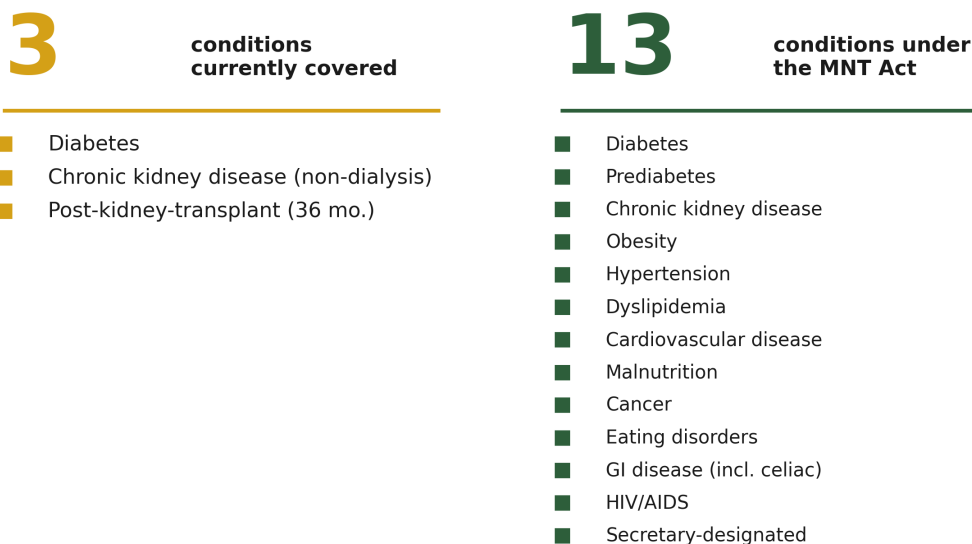 3
conditions
currently covered
Diabetes
Chronic kidney disease (non-dialysis)
Post-kidney-transplant (36 mo.)
13
conditions under
the MNT Act
Diabetes
Prediabetes
Chronic kidney disease
Obesity
Hypertension
Dyslipidemia
Cardiovascular disease
Malnutrition
Cancer
Eating disorders
GI disease (incl. celiac)
HIV/AIDS
Secretary-designated